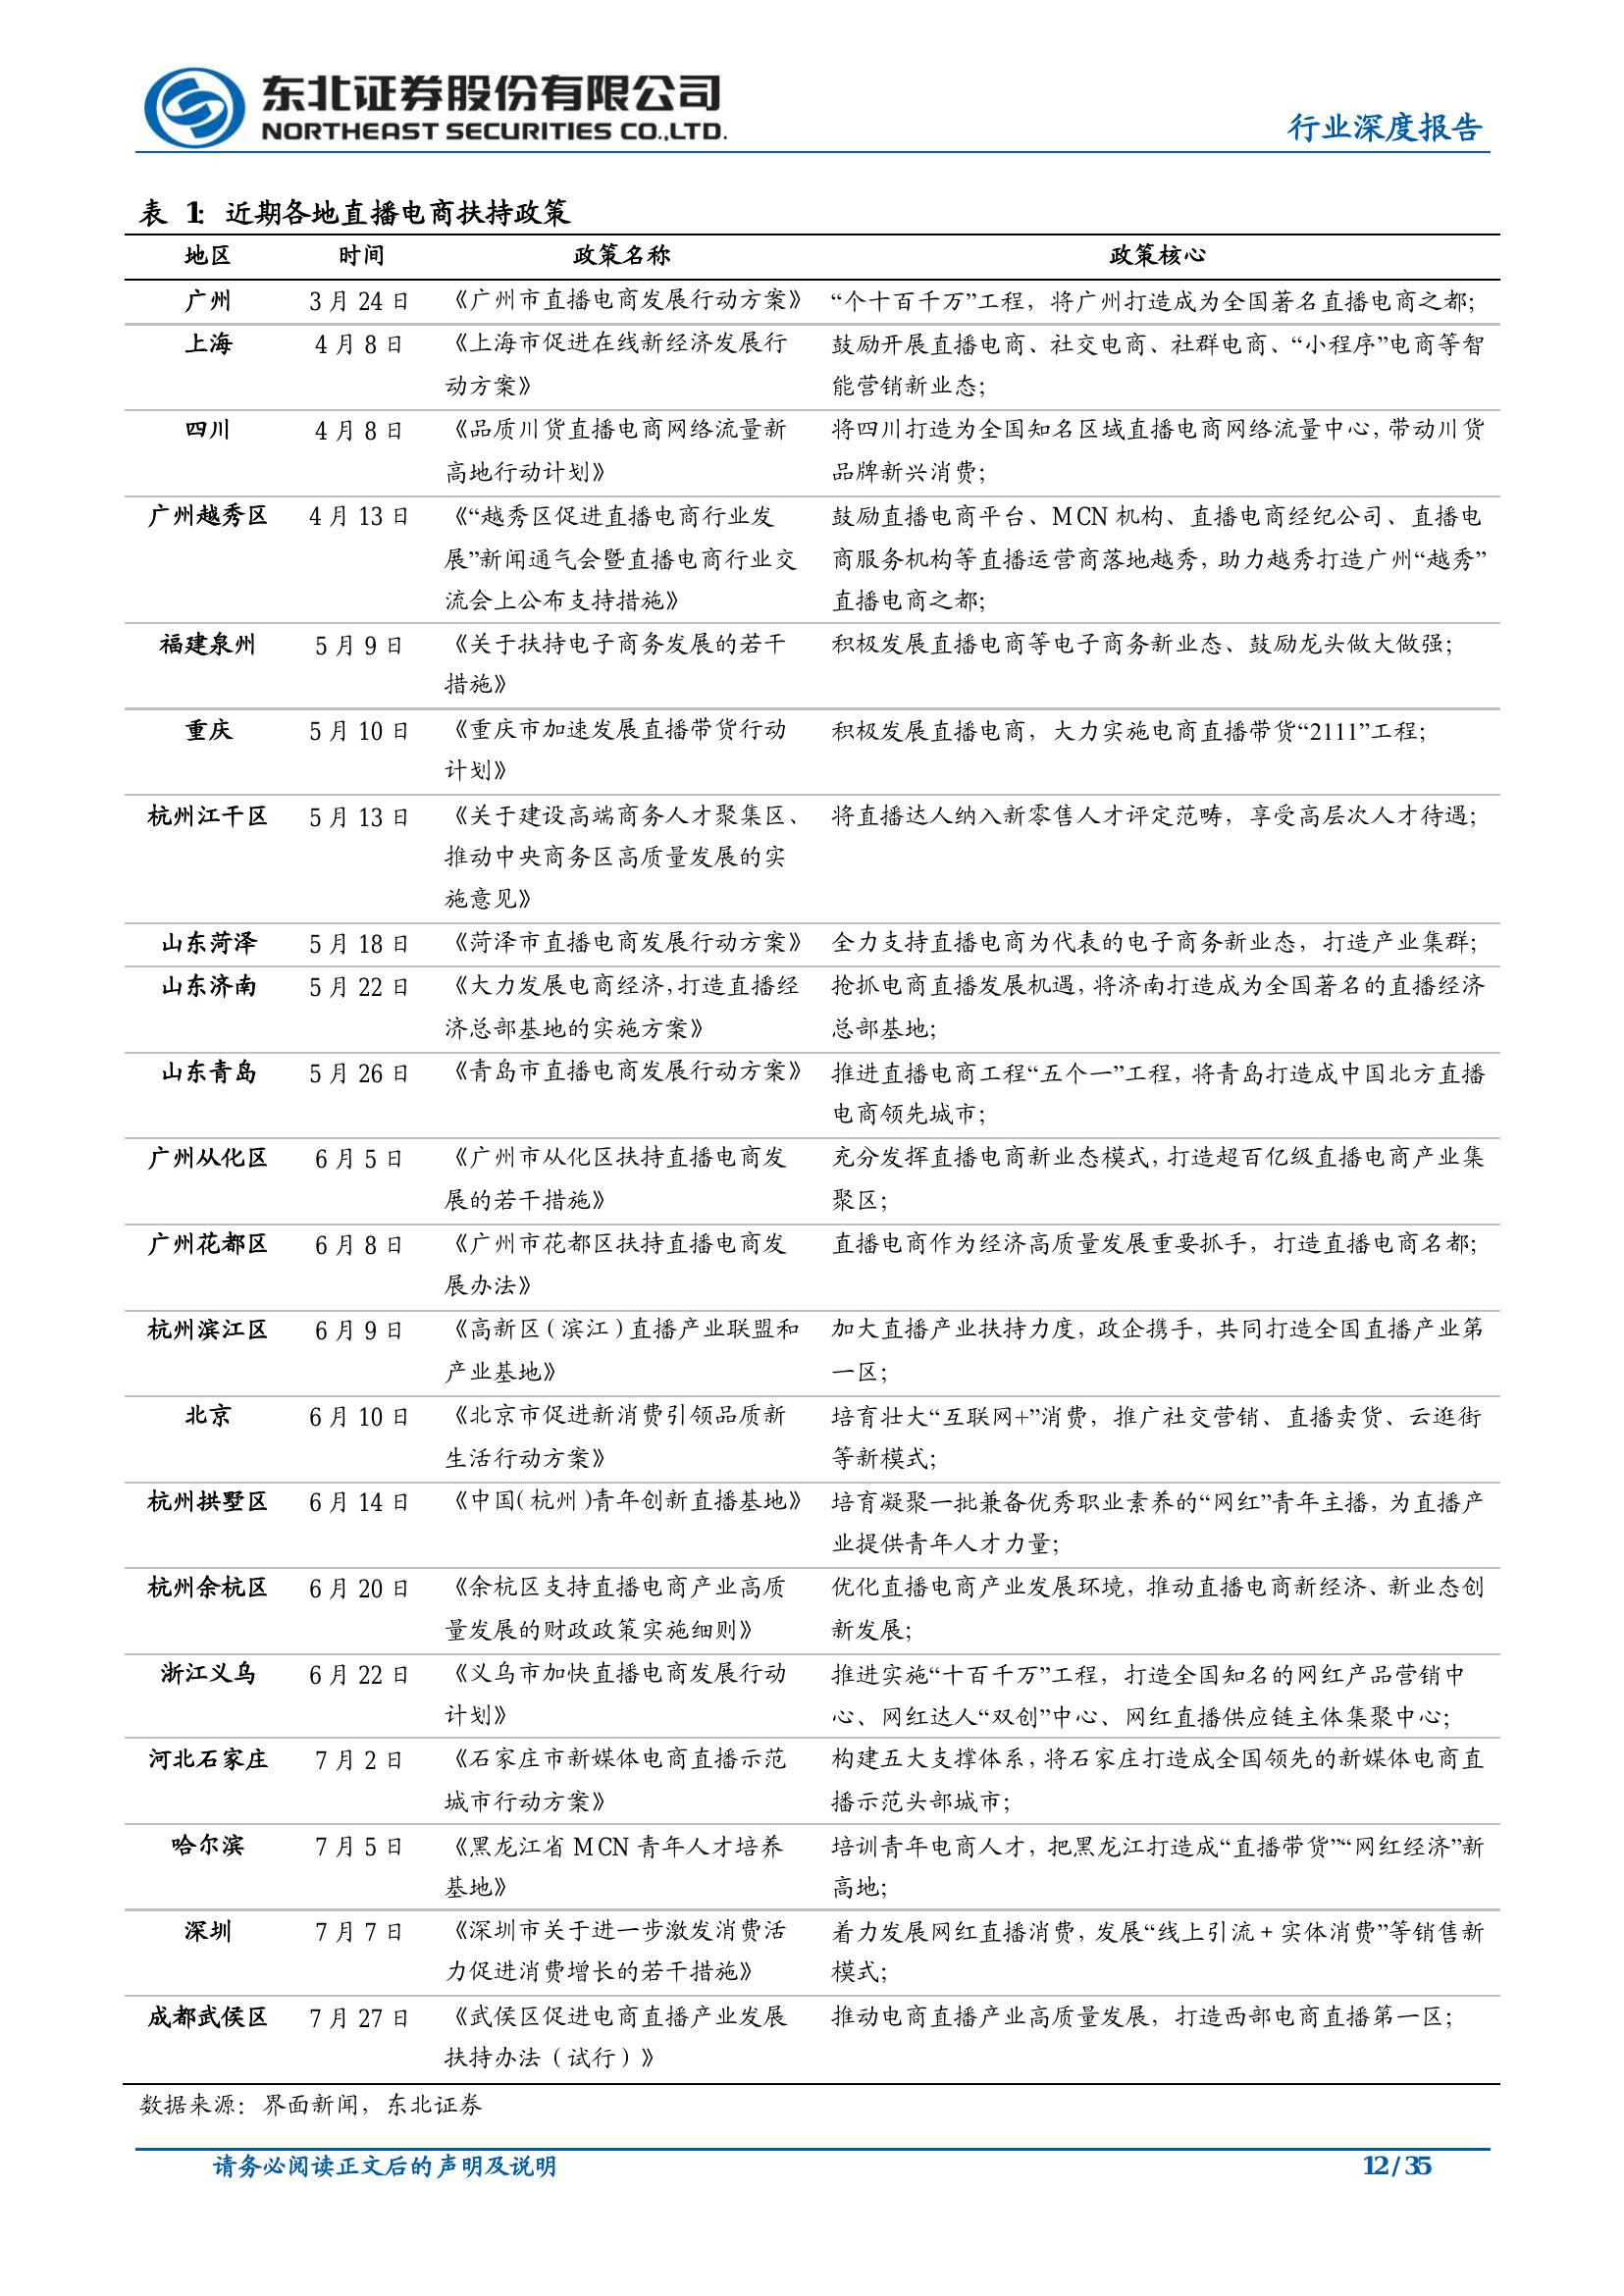 东北证券股份有限公司
NORTHEAST SECURITIES CO.,LTD.
行业深度报告
表 1: 近期各地直播电商扶持政策
地区 时间 政策名称 政策核心
广州 3 月 24 日 《广州市直播电商发展行动方案》 “个十百千万”工程，将广州打造成为全国著名直播电商之都；
上海 4 月 8 日 《上海市促进在线新经济发展行 鼓励开展直播电商、社交电商、社群电商、“小程序”电商等智
动方案》 能营销新业态；
四川 4 月 8 日 《品质川货直播电商网络流量新 将四川打造为全国知名区域直播电商网络流量中心，带动川货
高地行动计划》 品牌新兴消费；
广州越秀区 4 月 13 日 《“越秀区促进直播电商行业发 鼓励直播电商平台、MCN 机构、直播电商经纪公司、直播电
展”新闻通气会暨直播电商行业交 商服务机构等直播运营商落地越秀，助力越秀打造广州“越秀”
流会上公布支持措施》 直播电商之都；
福建泉州 5 月 9 日 《关于扶持电子商务发展的若干 积极发展直播电商等电子商务新业态、鼓励龙头做大做强；
措施》
重庆 5 月 10 日 《重庆市加速发展直播带货行动 积极发展直播电商，大力实施电商直播带货“2111”工程；
计划》
杭州江干区 5 月 13 日 《关于建设高端商务人才聚集区、 将直播达人纳入新零售人才评定范畴，享受高层次人才待遇；
推动中央商务区高质量发展的实
施意见》
山东菏泽 5 月 18 日 《菏泽市直播电商发展行动方案》 全力支持直播电商为代表的电子商务新业态，打造产业集群；
山东济南 5 月 22 日 《大力发展电商经济，打造直播经 抢抓电商直播发展机遇，将济南打造成为全国著名的直播经济
济总部基地的实施方案》 总部基地；
山东青岛 5 月 26 日 《青岛市直播电商发展行动方案》 推进直播电商工程“五个一”工程，将青岛打造成中国北方直播
电商领先城市；
广州从化区 6 月 5 日 《广州市从化区扶持直播电商发 充分发挥直播电商新业态模式，打造超百亿级直播电商产业集
展的若干措施》 聚区；
广州花都区 6 月 8 日 《广州市花都区扶持直播电商发 直播电商作为经济高质量发展重要抓手，打造直播电商名都；
展办法》
杭州滨江区 6 月 9 日 《高新区（滨江）直播产业联盟和 加大直播产业扶持力度，政企携手，共同打造全国直播产业第
产业基地》 一区；
北京 6 月 10 日 《北京市促进新消费引领品质新 培育壮大“互联网+”消费，推广社交营销、直播卖货、云逛街
生活行动方案》 等新模式；
杭州拱墅区 6 月 14 日 《中国（杭州）青年创新直播基地》 培育凝聚一批兼备优秀职业素养的“网红”青年主播，为直播产
业提供青年人才力量；
杭州余杭区 6 月 20 日 《余杭区支持直播电商产业高质 优化直播电商产业发展环境，推动直播电商新经济、新业态创
量发展的财政政策实施细则》 新发展；
浙江义乌 6 月 22 日 《义乌市加快直播电商发展行动 推进实施“十百千万”工程，打造全国知名的网红产品营销中
计划》 心、网红达人“双创”中心、网红直播供应链主体集聚中心；
河北石家庄 7 月 2 日 《石家庄市新媒体电商直播示范 构建五大支撑体系，将石家庄打造成全国领先的新媒体电商直
城市行动方案》 播示范头部城市；
哈尔滨 7 月 5 日 《黑龙江省 MCN 青年人才培养 培训青年电商人才，把黑龙江打造成“直播带货”“网红经济”新
基地》 高地；
深圳 7 月 7 日 《深圳市关于进一步激发消费活 着力发展网红直播消费，发展“线上引流 + 实体消费”等销售新
力促进消费增长的若干措施》 模式；
成都武侯区 7 月 27 日 《武侯区促进电商直播产业发展 推动电商直播产业高质量发展，打造西部电商直播第一区；
扶持办法（试行）》
数据来源：界面新闻，东北证券
请务必阅读正文后的声明及说明 12 / 35